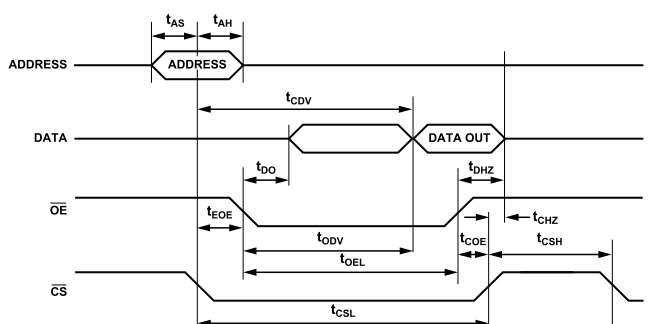 tAS tAH
ADDRESS ADDRESS
tCDV
DATA DATA OUT
tDO tDHZ
OE tEOE tCHZ
tODV tCOE tCSH
tOEL
CS
tCSL